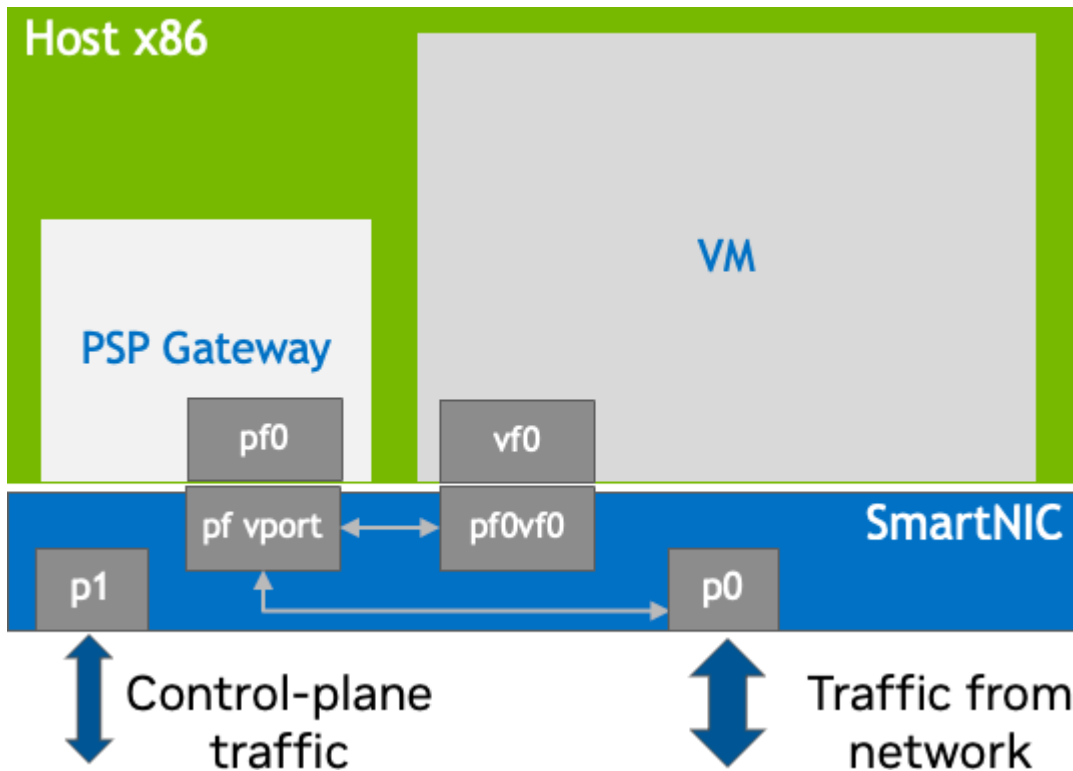 Host x86
VM
PSP Gateway
pf0
vf0
pf vport
pf0vf0
SmartNIC
p1
p0
Control-plane
traffic
Traffic from
network